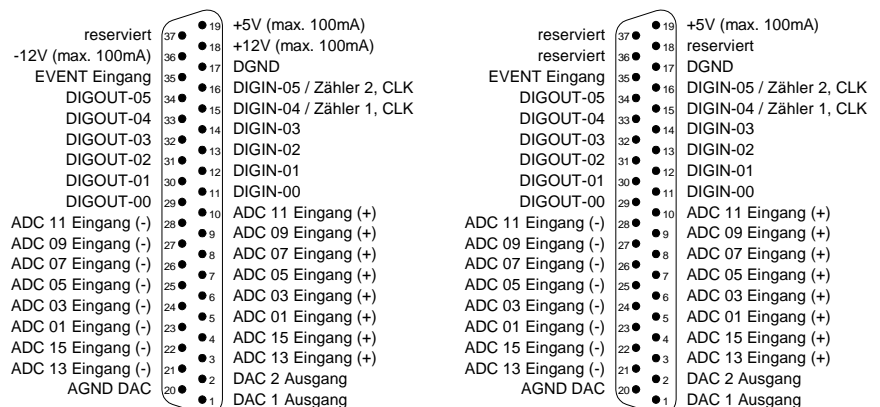 19 +5V (max. 100mA)
reserviert 37
18 +12V (max. 100mA)
-12V (max. 100mA) 36
17 DGND
EVENT Eingang 35
16 DIGIN-05 / Zähler 2, CLK
DIGOUT-05 34
15 DIGIN-04 / Zähler 1, CLK
DIGOUT-04 33
14 DIGIN-03
DIGOUT-03 32
13 DIGIN-02
DIGOUT-02 31
12 DIGIN-01
DIGOUT-01 30
11 DIGIN-00
DIGOUT-00 29
10 ADC 11 Eingang (+)
ADC 11 Eingang (-) 28
9 ADC 09 Eingang (+)
ADC 09 Eingang (-) 27
8 ADC 07 Eingang (+)
ADC 07 Eingang (-) 26
7 ADC 05 Eingang (+)
ADC 05 Eingang (-) 25
6 ADC 03 Eingang (+)
ADC 03 Eingang (-) 24
5 ADC 01 Eingang (+)
ADC 01 Eingang (-) 23
4 ADC 15 Eingang (+)
ADC 15 Eingang (-) 22
3 ADC 13 Eingang (+)
ADC 13 Eingang (-) 21
2 DAC 2 Ausgang
AGND DAC 20
1 DAC 1 Ausgang
19 +5V (max. 100mA)
reserviert 37
18 reserviert
reserviert 36
17 DGND
EVENT Eingang 35
16 DIGIN-05 / Zähler 2, CLK
DIGOUT-05 34
15 DIGIN-04 / Zähler 1, CLK
DIGOUT-04 33
14 DIGIN-03
DIGOUT-03 32
13 DIGIN-02
DIGOUT-02 31
12 DIGIN-01
DIGOUT-01 30
11 DIGIN-00
DIGOUT-00 29
10 ADC 11 Eingang (+)
ADC 11 Eingang (-) 28
9 ADC 09 Eingang (+)
ADC 09 Eingang (-) 27
8 ADC 07 Eingang (+)
ADC 07 Eingang (-) 26
7 ADC 05 Eingang (+)
ADC 05 Eingang (-) 25
6 ADC 03 Eingang (+)
ADC 03 Eingang (-) 24
5 ADC 01 Eingang (+)
ADC 01 Eingang (-) 23
4 ADC 15 Eingang (+)
ADC 15 Eingang (-) 22
3 ADC 13 Eingang (+)
ADC 13 Eingang (-) 21
2 DAC 2 Ausgang
AGND DAC 20
1 DAC 1 Ausgang